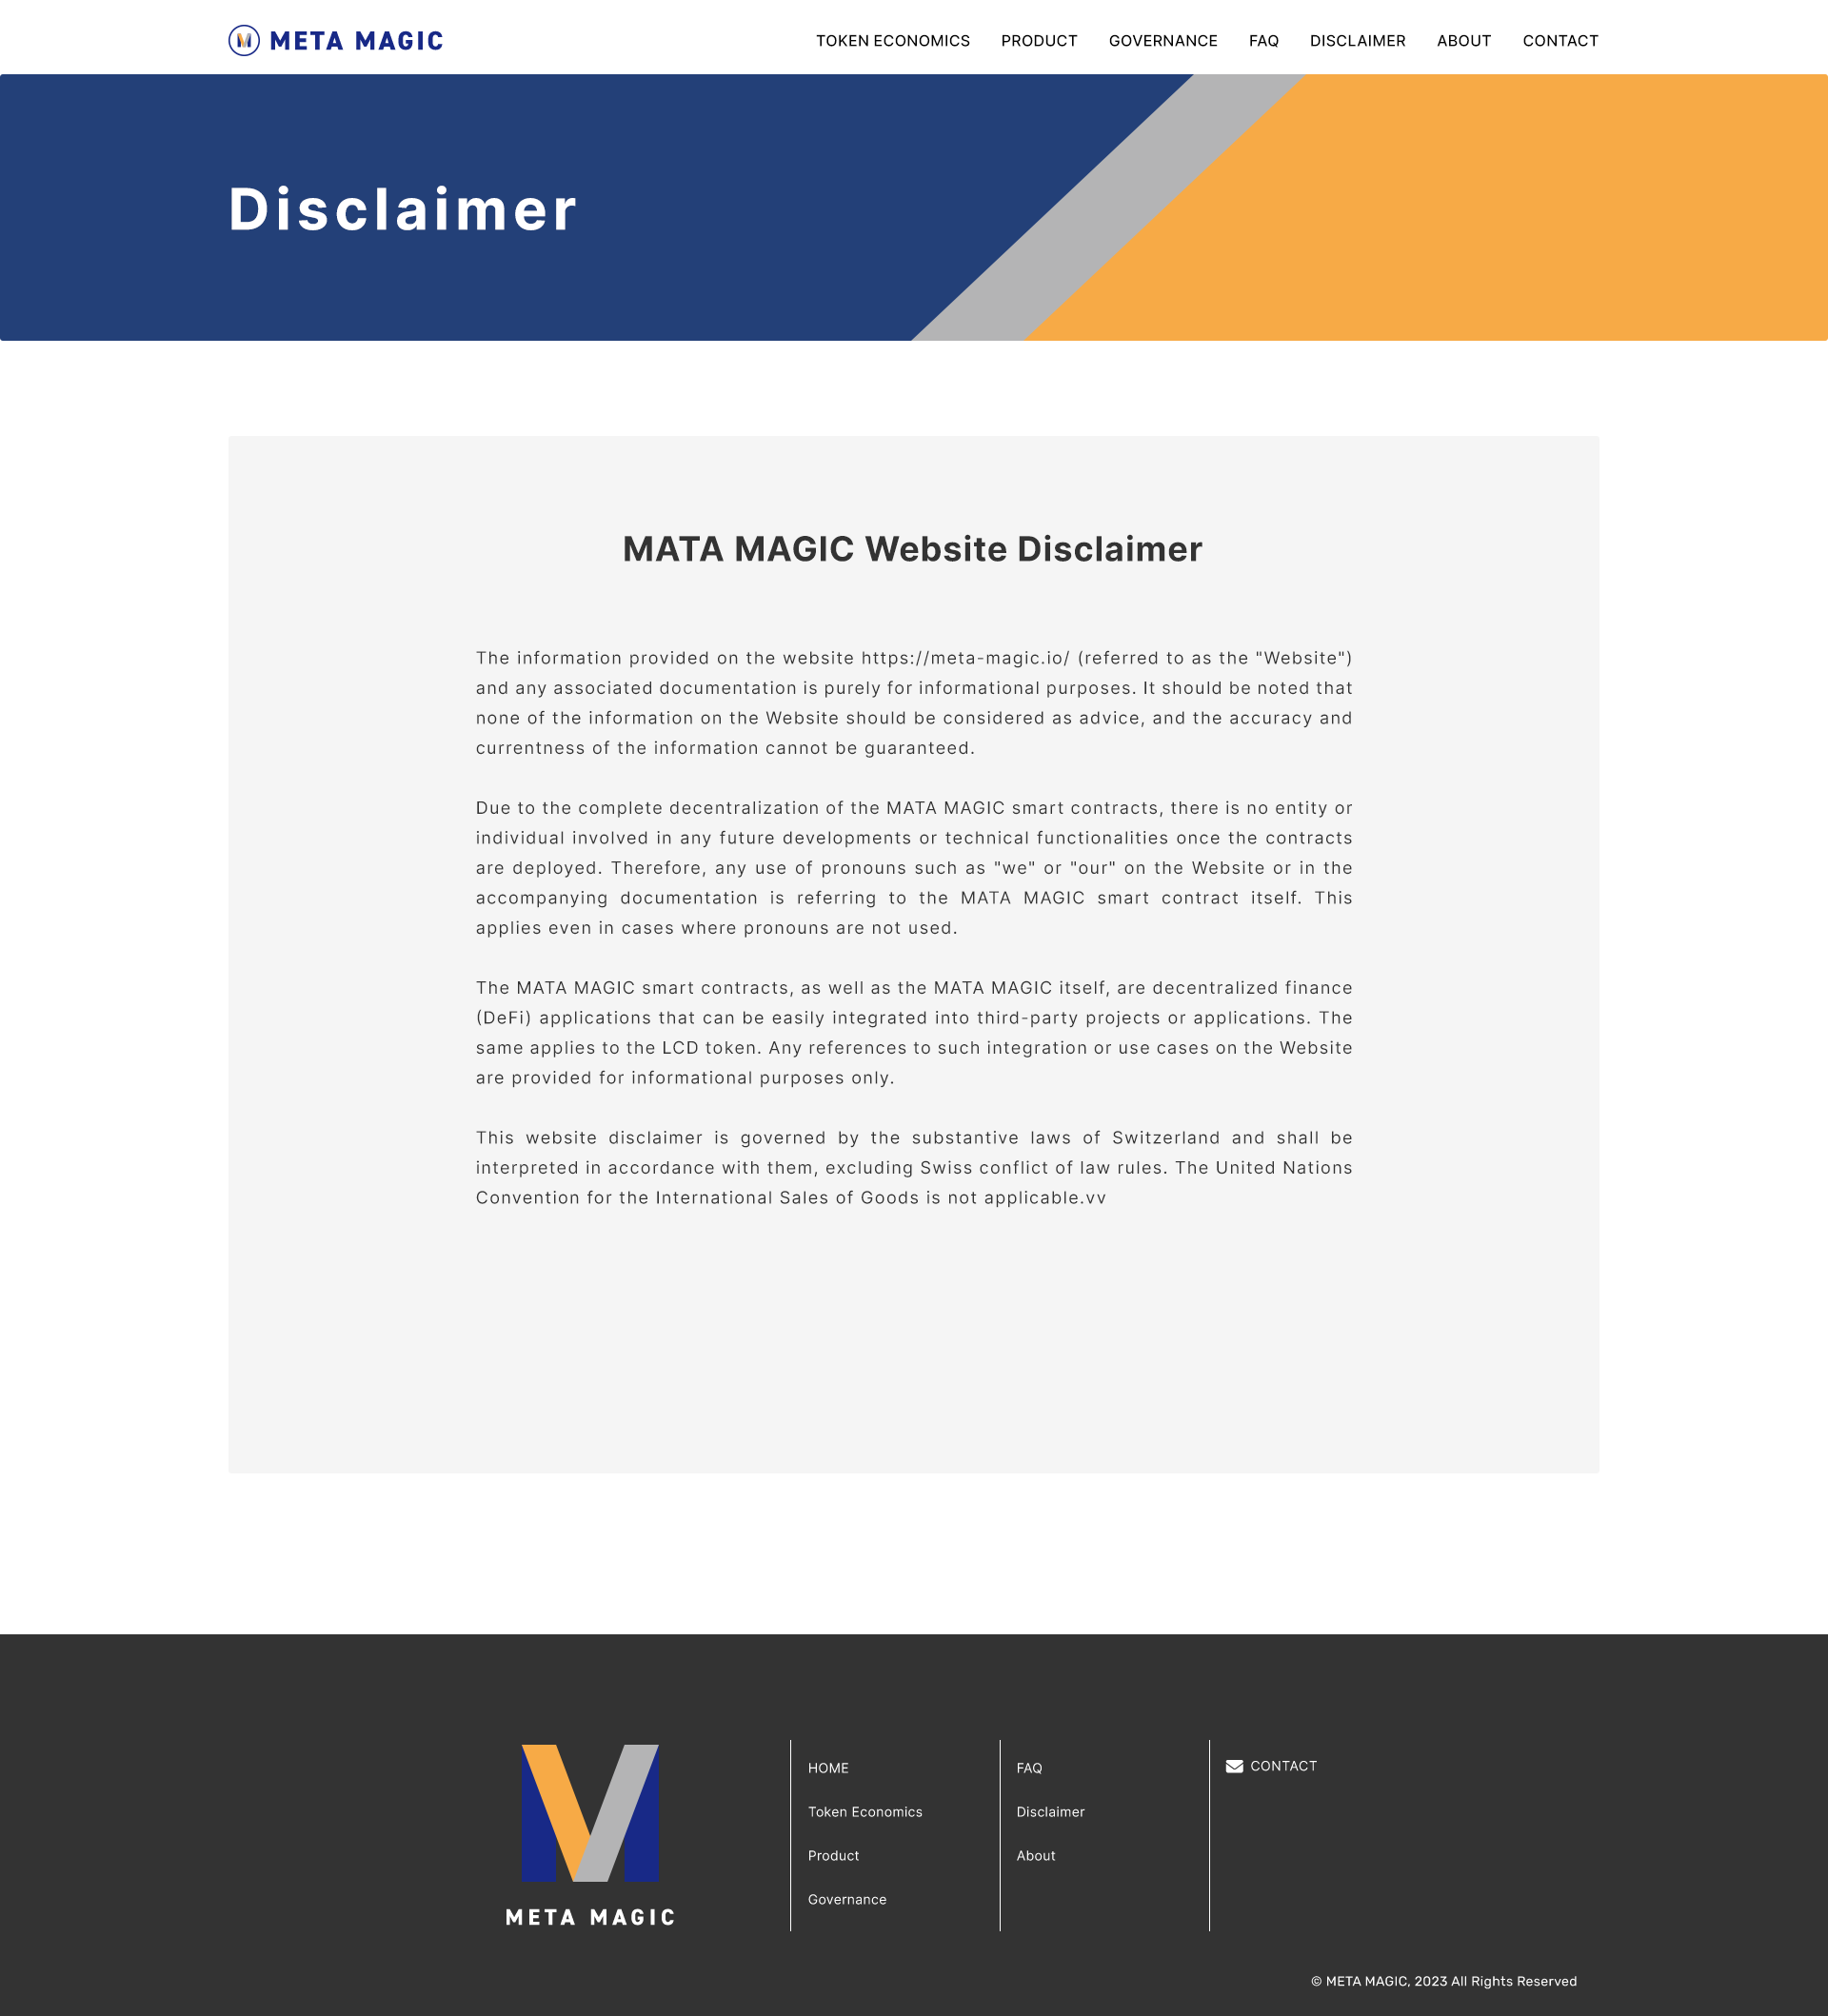 META MAGIC
TOKEN ECONOMICS PRODUCT GOVERNANCE FAQ DISCLAIMER ABOUT CONTACT
Disclaimer
MATA MAGIC Website Disclaimer
The information provided on the website https://meta-magic.io/ (referred to as the "Website")
and any associated documentation is purely for informational purposes. It should be noted that
none of the information on the Website should be considered as advice, and the accuracy and
currentness of the information cannot be guaranteed.
Due to the complete decentralization of the MATA MAGIC smart contracts, there is no entity or
individual involved in any future developments or technical functionalities once the contracts
are deployed. Therefore, any use of pronouns such as "we" or "our" on the Website or in the
accompanying documentation is referring to the MATA MAGIC smart contract itself. This
applies even in cases where pronouns are not used.
The MATA MAGIC smart contracts, as well as the MATA MAGIC itself, are decentralized finance
(DeFi) applications that can be easily integrated into third-party projects or applications. The
same applies to the LCD token. Any references to such integration or use cases on the Website
are provided for informational purposes only.
This website disclaimer is governed by the substantive laws of Switzerland and shall be
interpreted in accordance with them, excluding Swiss conflict of law rules. The United Nations
Convention for the International Sales of Goods is not applicable.vv
META MAGIC
HOME
Token Economics
Product
Governance
FAQ
Disclaimer
About
CONTACT
© META MAGIC, 2023 All Rights Reserved